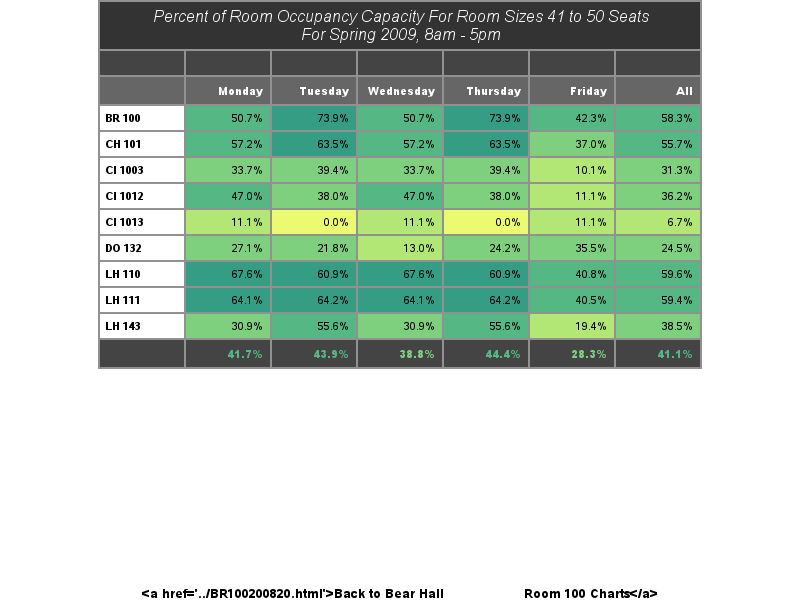 Percent of Room Occupancy Capacity For Room Sizes 41 to 50 Seats
For Spring 2009, 8am - 5pm
Monday Tuesday Wednesday Thursday Friday All
BR 100 50.7% 73.9% 50.7% 73.9% 42.3% 58.3%
CH 101 57.2% 63.5% 57.2% 63.5% 37.0% 55.7%
CI 1003 33.7% 39.4% 33.7% 39.4% 10.1% 31.3%
CI 1012 47.0% 38.0% 47.0% 38.0% 11.1% 36.2%
CI 1013 11.1% 0.0% 11.1% 0.0% 11.1% 6.7%
DO 132 27.1% 21.8% 13.0% 24.2% 35.5% 24.5%
LH 110 67.6% 60.9% 67.6% 60.9% 40.8% 59.6%
LH 111 64.1% 64.2% 64.1% 64.2% 40.5% 59.4%
LH 143 30.9% 55.6% 30.9% 55.6% 19.4% 38.5%
41.7% 43.9% 38.8% 44.4% 28.3% 41.1%
<a href='../BR100200820.html'>Back to Bear Hall Room 100 Charts</a>